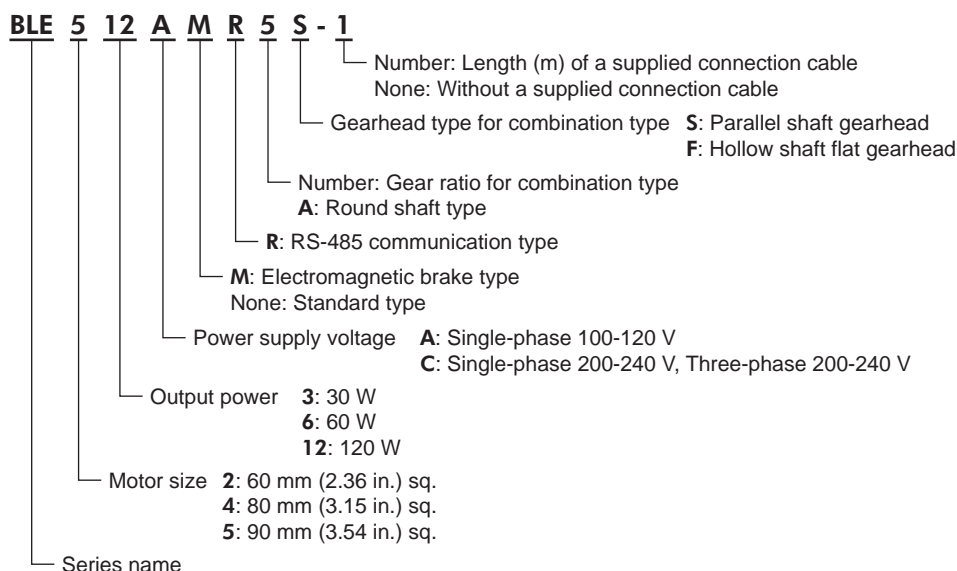 BLE 5 12 A M R 5 S - 1
Number: Length (m) of a supplied connection cable
None: Without a supplied connection cable
Gearhead type for combination type S: Parallel shaft gearhead
F: Hollow shaft flat gearhead
Number: Gear ratio for combination type
A: Round shaft type
R: RS-485 communication type
M: Electromagnetic brake type
None: Standard type
Power supply voltage A: Single-phase 100-120 V
C: Single-phase 200-240 V, Three-phase 200-240 V
Output power 3: 30 W
6: 60 W
12: 120 W
Motor size 2: 60 mm (2.36 in.) sq.
4: 80 mm (3.15 in.) sq.
5: 90 mm (3.54 in.) sq.
Series name